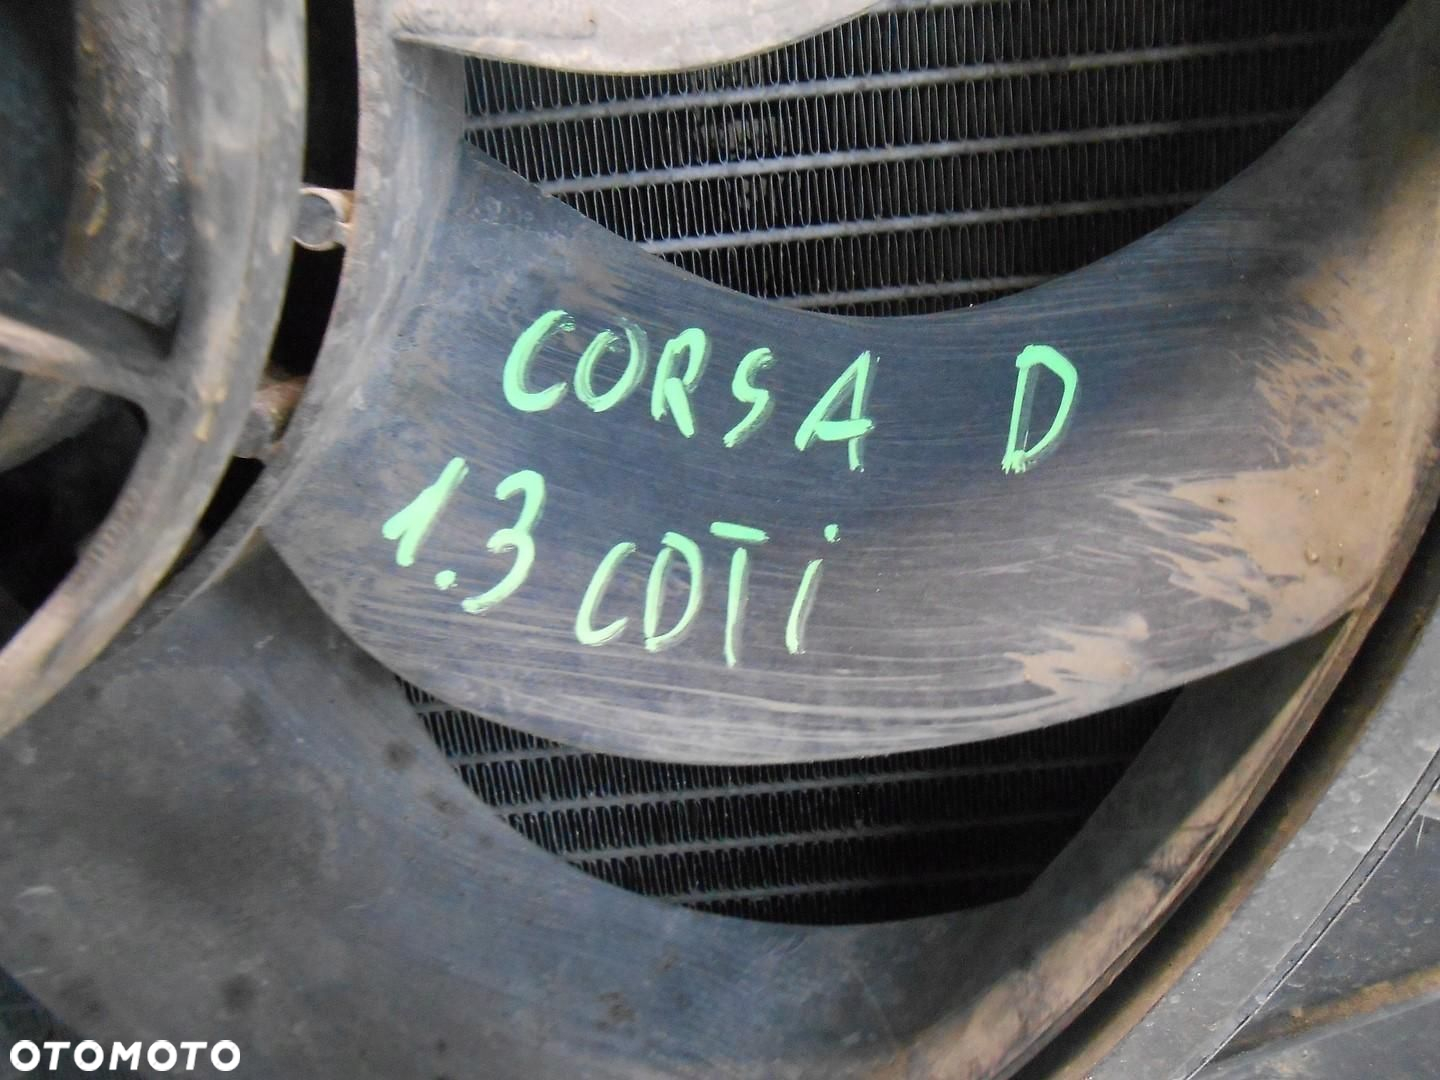 CORSA D
1.3 CDTi
OTOMOTO